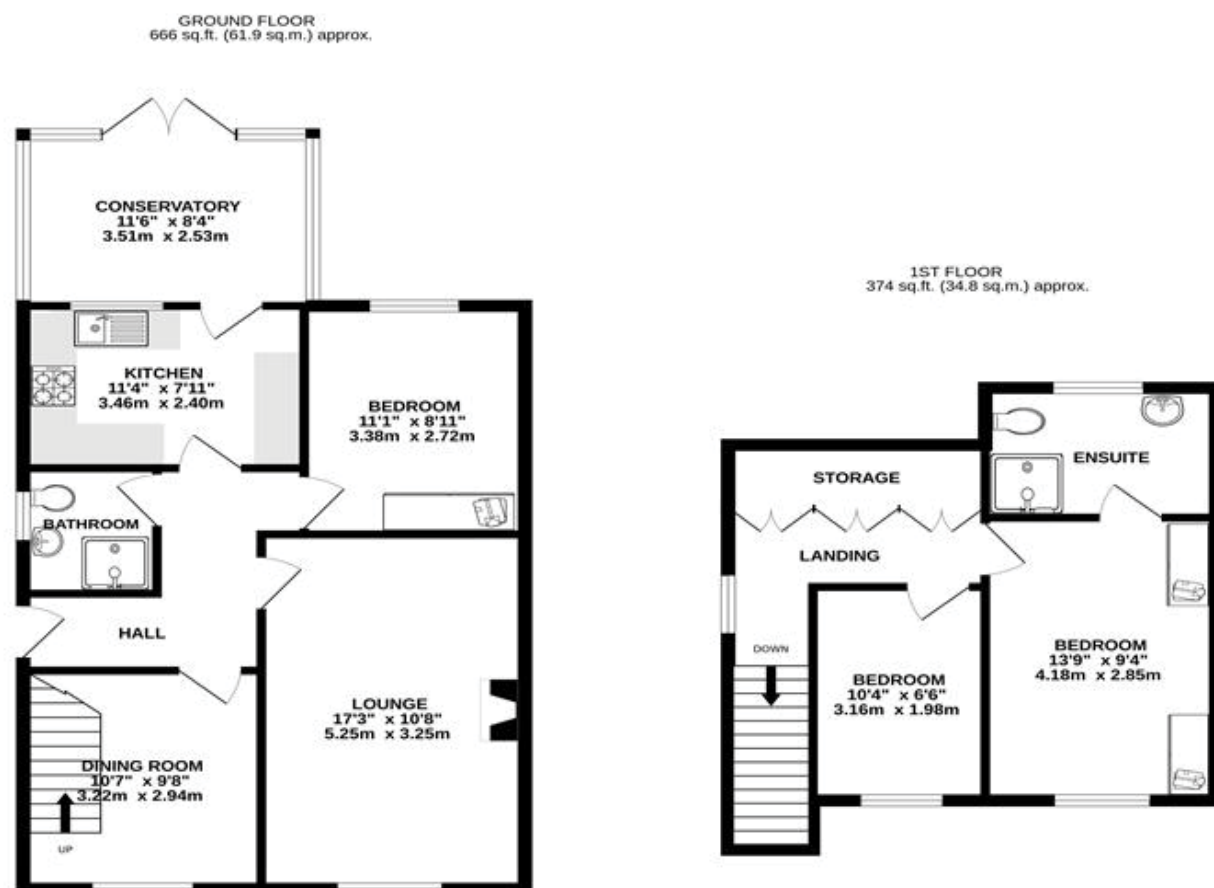 GROUND FLOOR
666 sq.ft. (61.9 sq.m.) approx.
CONSERVATORY
11'6" x 8'4"
3.51m x 2.53m
KITCHEN
11'4" x 7'11"
3.46m x 2.40m
BEDROOM
11'1" x 8'11"
3.38m x 2.72m
BATHROOM
HALL
LOUNGE
17'3" x 10'8"
5.25m x 3.25m
DINING ROOM
10'7" x 9'8"
3.22m x 2.94m
UP
1ST FLOOR
374 sq.ft. (34.8 sq.m.) approx.
ENSUITE
STORAGE
LANDING
DOWN
BEDROOM
13'9" x 9'4"
4.18m x 2.85m
BEDROOM
10'4" x 6'6"
3.16m x 1.98m